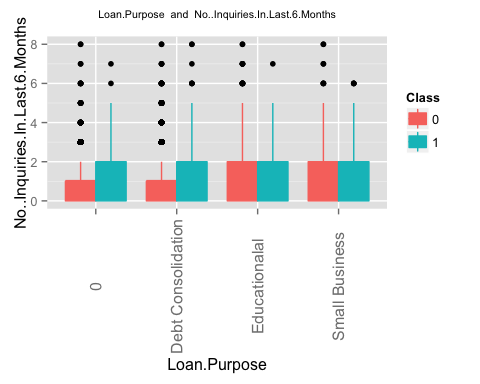 Loan.Purpose and No..Inquiries.In.Last.6.Months
No..Inquiries.In.Last.6.Months
8
6
4
2
0
0
Debt Consolidation
Educationalal
Small Business
Loan.Purpose
Class
0
1